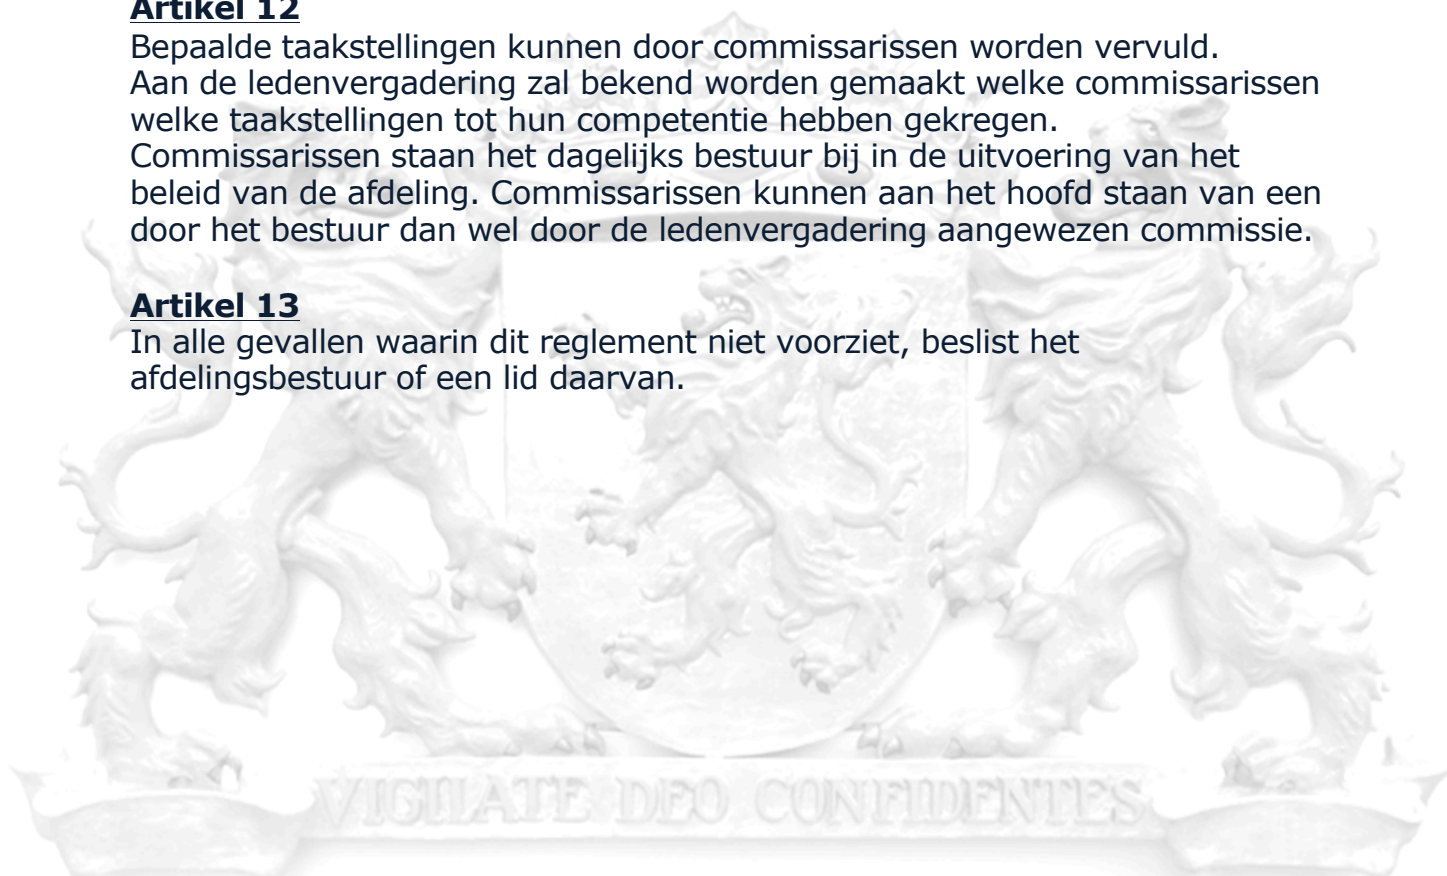 Artikel 12
Bepaalde taakstellingen kunnen door commissarissen worden vervuld.
Aan de ledenvergadering zal bekend worden gemaakt welke commissarissen
welke taakstellingen tot hun competentie hebben gekregen.
Commissarissen staan het dagelijks bestuur bij in de uitvoering van het
beleid van de afdeling. Commissarissen kunnen aan het hoofd staan van een
door het bestuur dan wel door de ledenvergadering aangewezen commissie.
Artikel 13
In alle gevallen waarin dit reglement niet voorziet, beslist het
afdelingsbestuur of een lid daarvan.
VIGILATE DEO CONFIDENTES